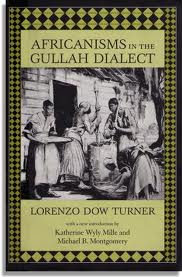 AFRICANISMS IN THE
GULLAH DIALECT
LORENZO DOW TURNER
with a new introduction by
Katherine Wyly Mille
and
Michael B. Montgomery